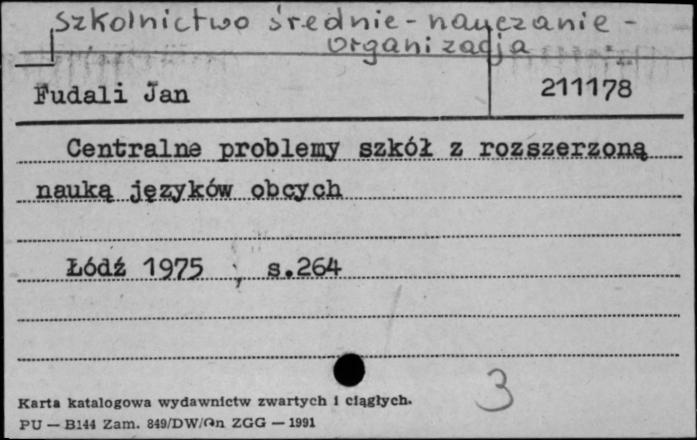 szkolnictwo średnie - nauczanie -
organizacja
Fudali Jan
211178
Centralne problemy szkół z rozszerzoną
nauką języków obcych
Łódź 1975 , s.264
3
Karta katalogowa wydawnictw zwartych i ciągłych.
PU — B144 Zam. 849/DW/On ZGG — 1991